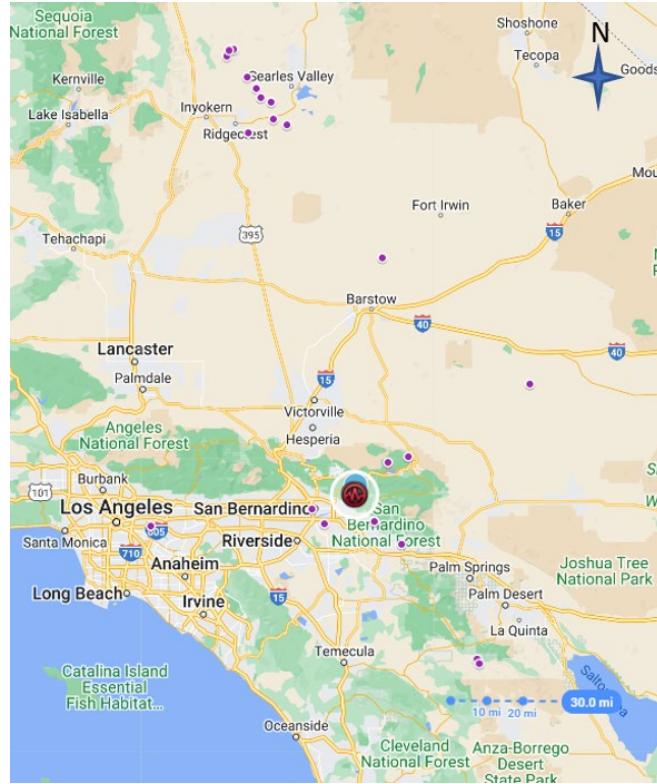 Sequoia
National Forest
Shoshone
N
Tecopa
Goods
Kernville
Searles Valley
Inyokern
Lake Isabella
Ridgecrest
Mou
Fort Irwin
Baker
395
15
Tehachapi
Barstow
40
40
Lancaster
15
Palmdale
Victorville
Angeles
National Forest
Hesperia
101
Burbank
Los Angeles
San Bernardino
San
Bernardino
National Forest
605
Santa Monica
710
Riverside
Anaheim
Palm Springs
Joshua Tree
National Park
Long Beach
15
Irvine
Palm Desert
La Quinta
Temecula
Catalina Island
Essential
Fish Habitat...
10 mi
20 mi
30.0 mi
Oceanside
Cleveland
National Forest
Anza-Borrego
Desert
State Park